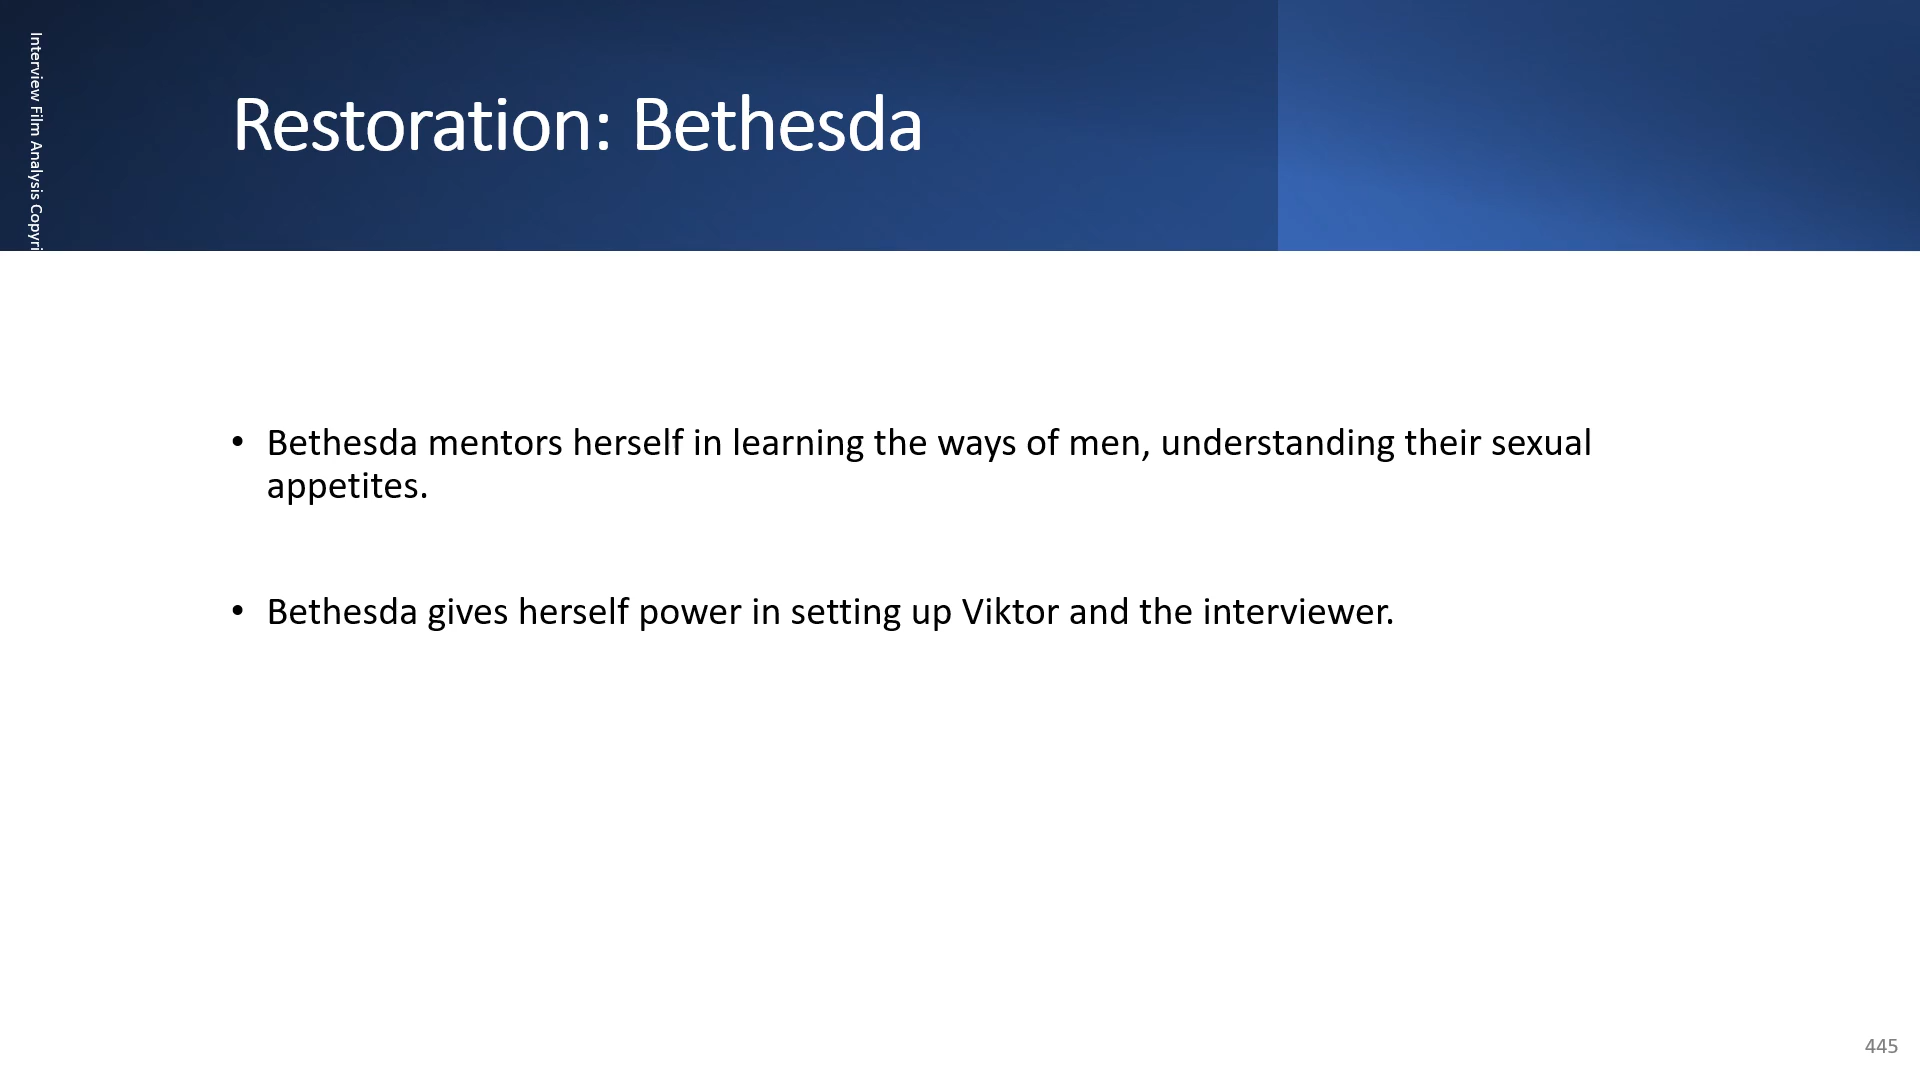 Interview Film Analysis Copyri
Restoration: Bethesda
• Bethesda mentors herself in learning the ways of men, understanding their sexual
appetites.
• Bethesda gives herself power in setting up Viktor and the interviewer.
445